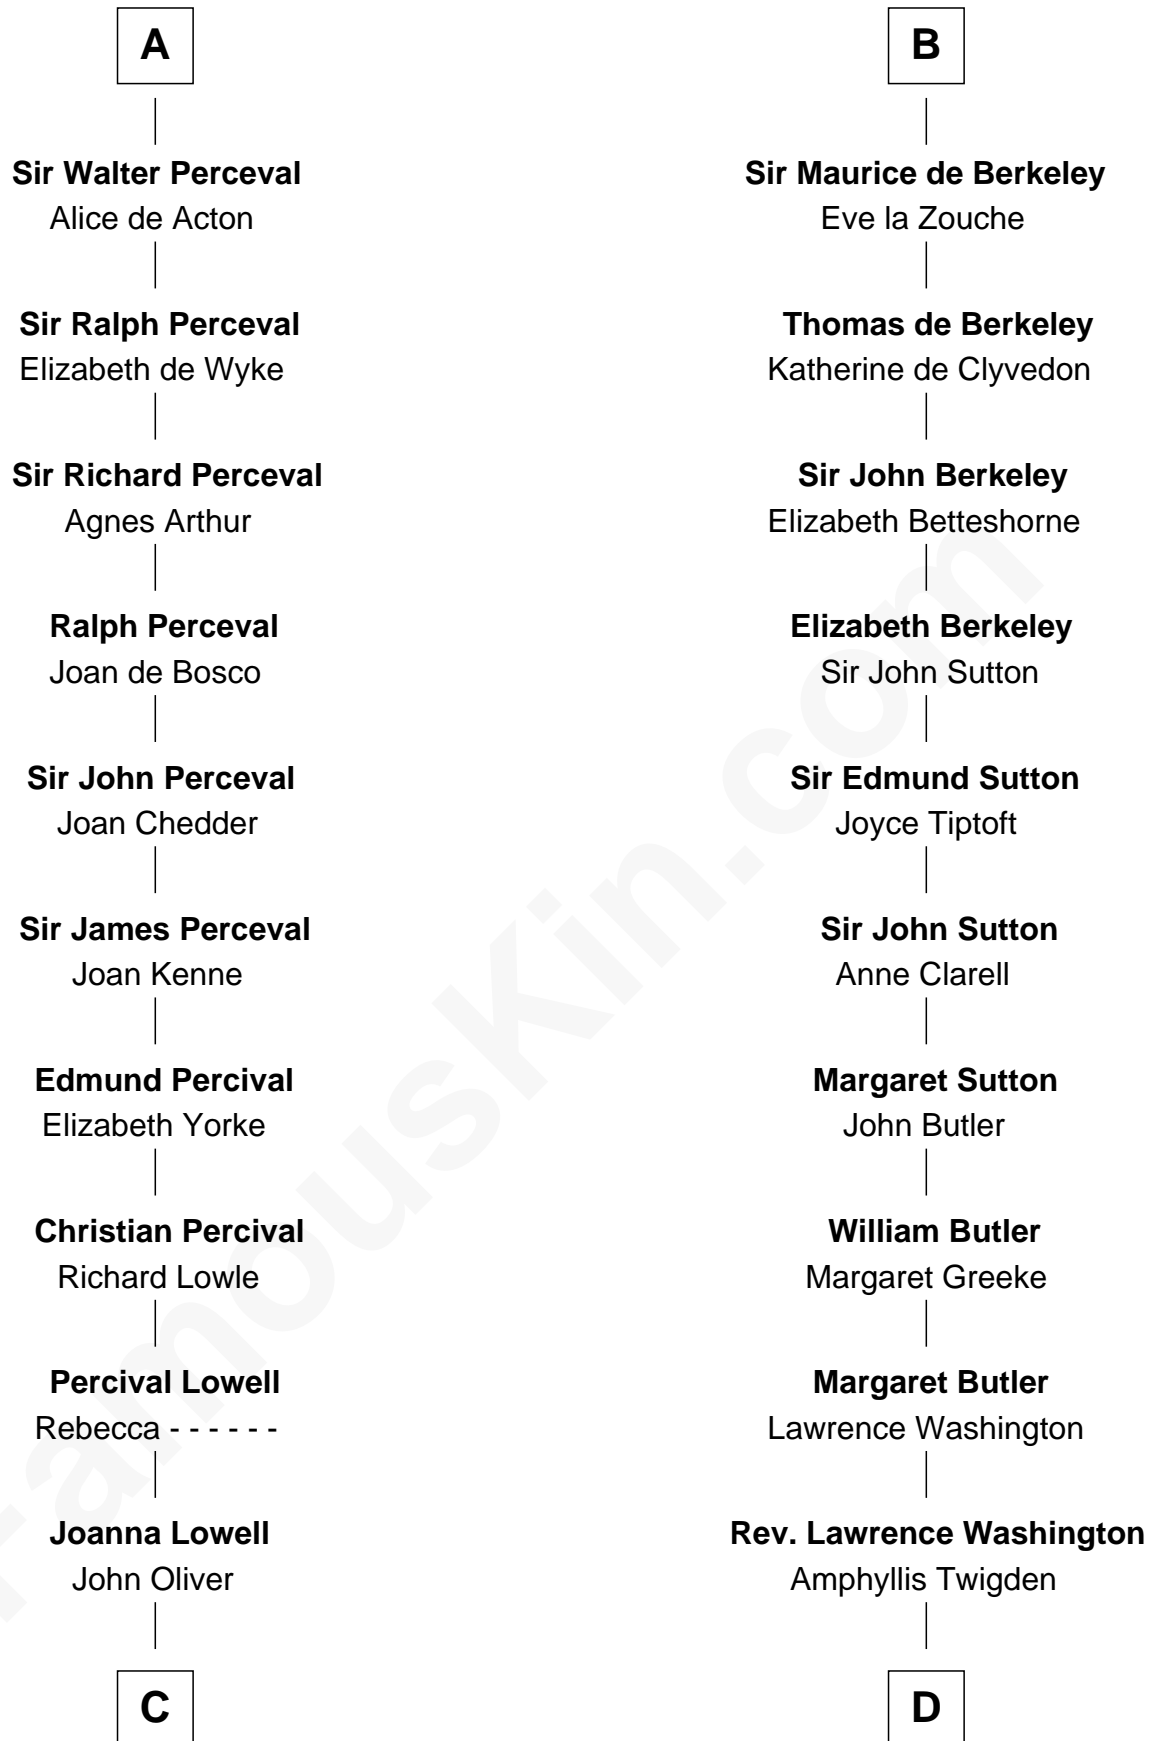 A
Sir Walter Perceval
Alice de Acton
Sir Ralph Perceval
Elizabeth de Wyke
Sir Richard Perceval
Agnes Arthur
Ralph Perceval
Joan de Bosco
Sir John Perceval
Joan Chedder
Sir James Perceval
Joan Kenne
Edmund Percival
Elizabeth Yorke
Christian Percival
Richard Lowle
Percival Lowell
Rebecca - - - - - -
Joanna Lowell
John Oliver
C
B
Sir Maurice de Berkeley
Eve la Zouche
Thomas de Berkeley
Katherine de Clyvedon
Sir John Berkeley
Elizabeth Betteshorne
Elizabeth Berkeley
Sir John Sutton
Sir Edmund Sutton
Joyce Tiptoft
Sir John Sutton
Anne Clarell
Margaret Sutton
John Butler
William Butler
Margaret Greeke
Margaret Butler
Lawrence Washington
Rev. Lawrence Washington
Amphyllis Twigden
D
FamousKin.com